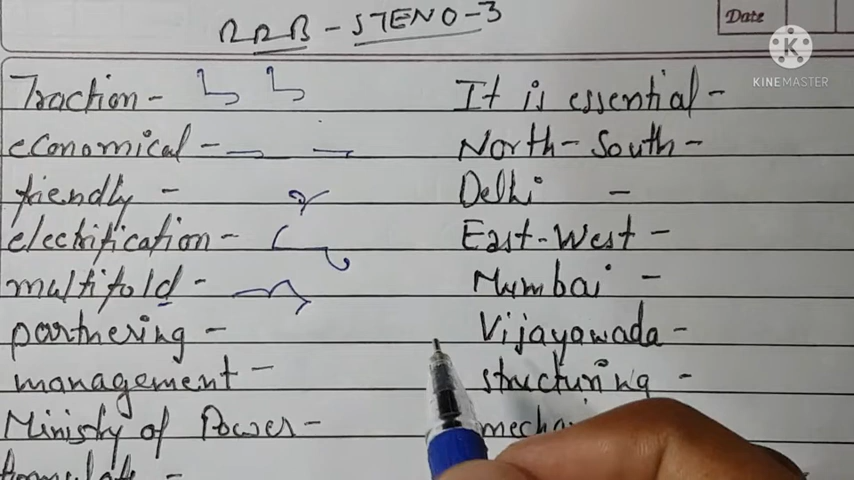 RRB - STENO-3
Date
KINEMASTER
Traction -
economical -
friendly -
electrification -
multifold -
partnering -
management -
Ministry of Power -
It is essential -
North - South -
Delhi -
East - West -
Mumbai -
Vijayawada -
structuring -